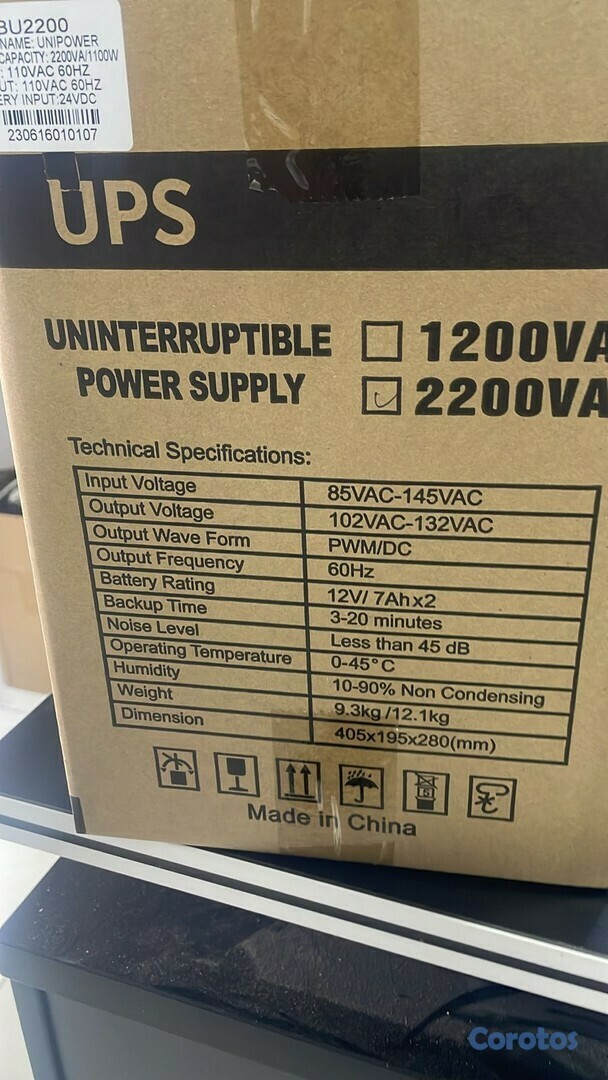 BU2200
NAME: UNIPOWER
CAPACITY: 2200VA/1100W
: 110VAC 60HZ
UT: 110VAC 60HZ
ERY INPUT:24VDC
230616010107
UPS
UNINTERRUPTIBLE
POWER SUPPLY
1200VA
2200VA
Technical Specifications:
Input Voltage 85VAC-145VAC
Output Voltage 102VAC-132VAC
Output Wave Form PWM/DC
Output Frequency 60Hz
Battery Rating 12V/ 7Ahx2
Backup Time 3-20 minutes
Noise Level Less than 45 dB
Operating Temperature 0-45°C
Humidity 10-90% Non Condensing
Weight 9.3kg /12.1kg
Dimension 405x195x280(mm)
Made in China
Corotos